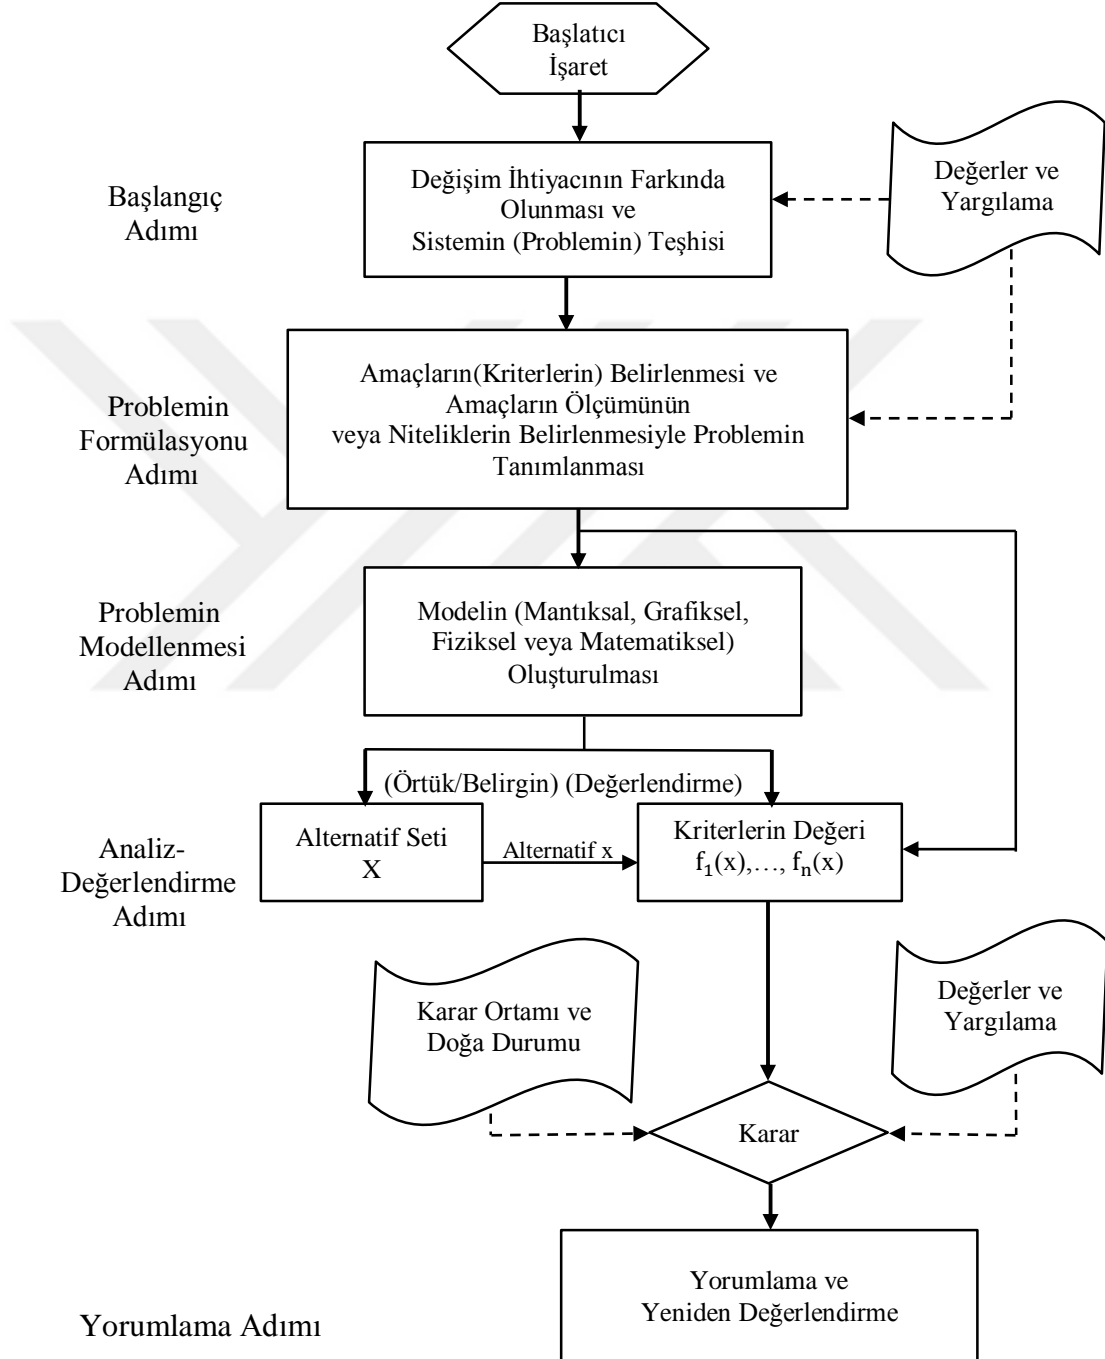 Başlatıcı
İşaret
Değerler ve
Yargılama
Başlangıç
Adımı
Değişim İhtiyacının Farkında
Olunması ve
Sistemin (Problemin) Teşhisi
Problemin
Formülasyonu
Adımı
Amaçların(Kriterlerin) Belirlenmesi ve
Amaçların Ölçümünün
veya Niteliklerin Belirlenmesiyle Problemin
Tanımlanması
Problemin
Modellenmesi
Adımı
Modelin (Mantıksal, Grafiksel,
Fiziksel veya Matematiksel)
Oluşturulması
(Örtük/Belirgin) (Değerlendirme)
Analiz-
Değerlendirme
Adımı
Alternatif Seti
X
Alternatif x
Kriterlerin Değeri
f₁(x),…, fₙ(x)
Karar Ortamı ve
Doğa Durumu
Değerler ve
Yargılama
Karar
Yorumlama Adımı
Yorumlama ve
Yeniden Değerlendirme